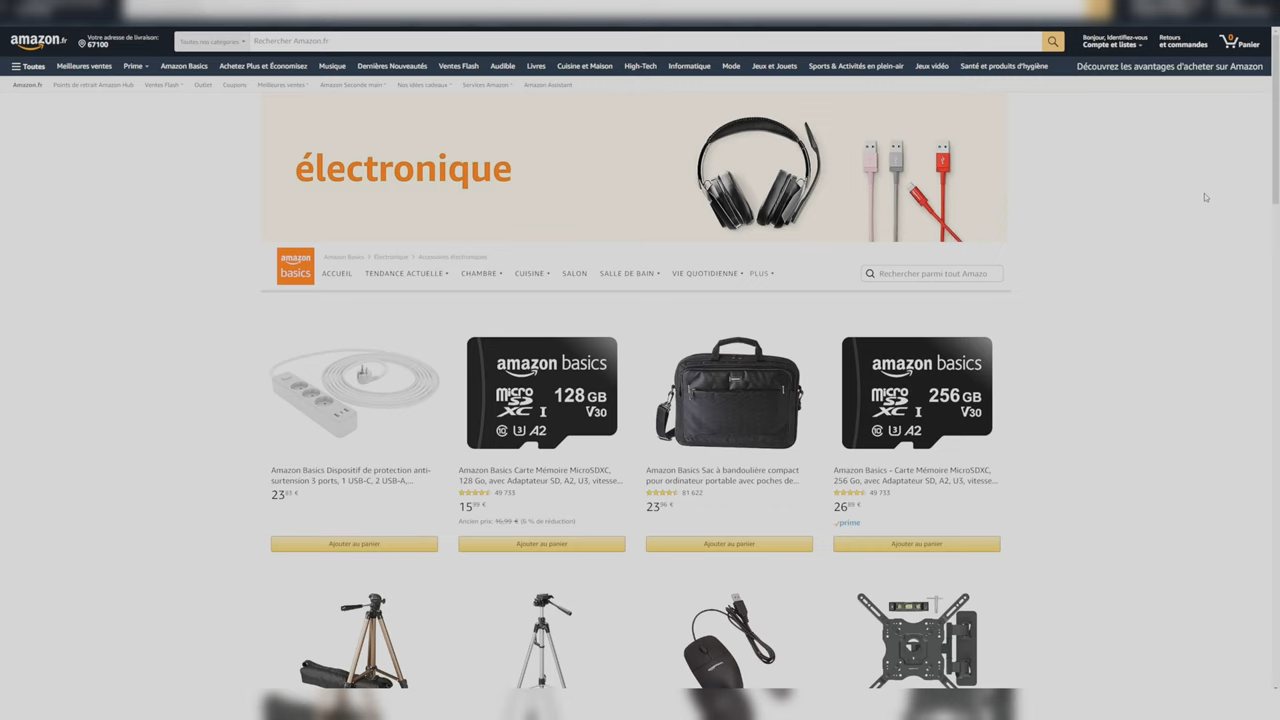 amazon.fr
Votre adresse de livraison:
67100
Toutes nos catégories
Rechercher Amazon.fr
Bonjour, Identifiez-vous
Compte et listes
Retours
et commandes
0
Panier
Toutes
Meilleures ventes
Prime
Amazon Basics
Achetez Plus et Économisez
Musique
Dernières Nouveautés
Ventes Flash
Audible
Livres
Cuisine et Maison
High-Tech
Informatique
Mode
Jeux et Jouets
Sports & Activités en plein-air
Jeux vidéo
Santé et produits d'hygiène
Découvrez les avantages d'acheter sur Amazon
Amazon.fr
Points de retrait Amazon Hub
Ventes Flash
Outlet
Coupons
Meilleures ventes
Amazon Seconde main
Nos idées cadeaux
Services Amazon
Amazon Assistant
électronique
amazon
basics
Amazon Basics › Électronique › Accessoires électroniques
ACCUEIL
TENDANCE ACTUELLE
CHAMBRE
CUISINE
SALON
SALLE DE BAIN
VIE QUOTIDIENNE
PLUS
Rechercher parmi tout Amazo
amazon basics
micro SD XC I
128 GB
V30
10 U3 A2
amazon basics
micro SD XC I
256 GB
V30
10 U3 A2
Amazon Basics Dispositif de protection anti-
surtension 3 ports, 1 USB-C, 2 USB-A,...
23 83 €
Ajouter au panier
Amazon Basics Carte Mémoire MicroSDXC,
128 Go, avec Adaptateur SD, A2, U3, vitesse...
49 733
15 99 €
Ancien prix: 16,99 € (6 % de réduction)
Ajouter au panier
Amazon Basics Sac à bandoulière compact
pour ordinateur portable avec poches de...
81 622
23 96 €
Ajouter au panier
Amazon Basics - Carte Mémoire MicroSDXC,
256 Go, avec Adaptateur SD, A2, U3, vitesse...
49 733
26 89 €
prime
Ajouter au panier